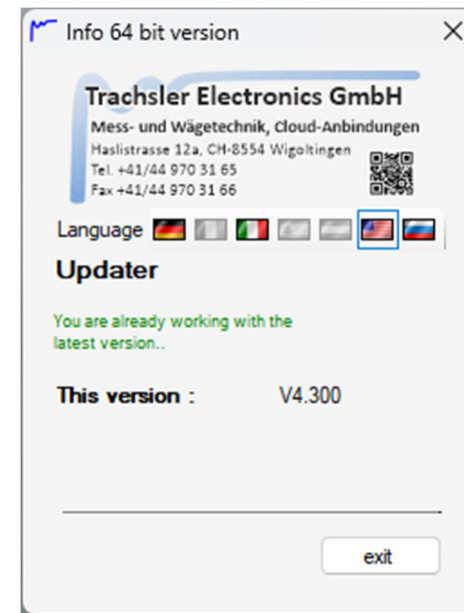 Info 64 bit version
Trachsler Electronics GmbH
Mess- und Wägetechnik, Cloud-Anbindungen
Haslistrasse 12a, CH-8554 Wigoltingen
Tel. +41/44 970 31 65
Fax +41/44 970 31 66
Language
Updater
You are already working with the
latest version..
This version : V4.300
exit